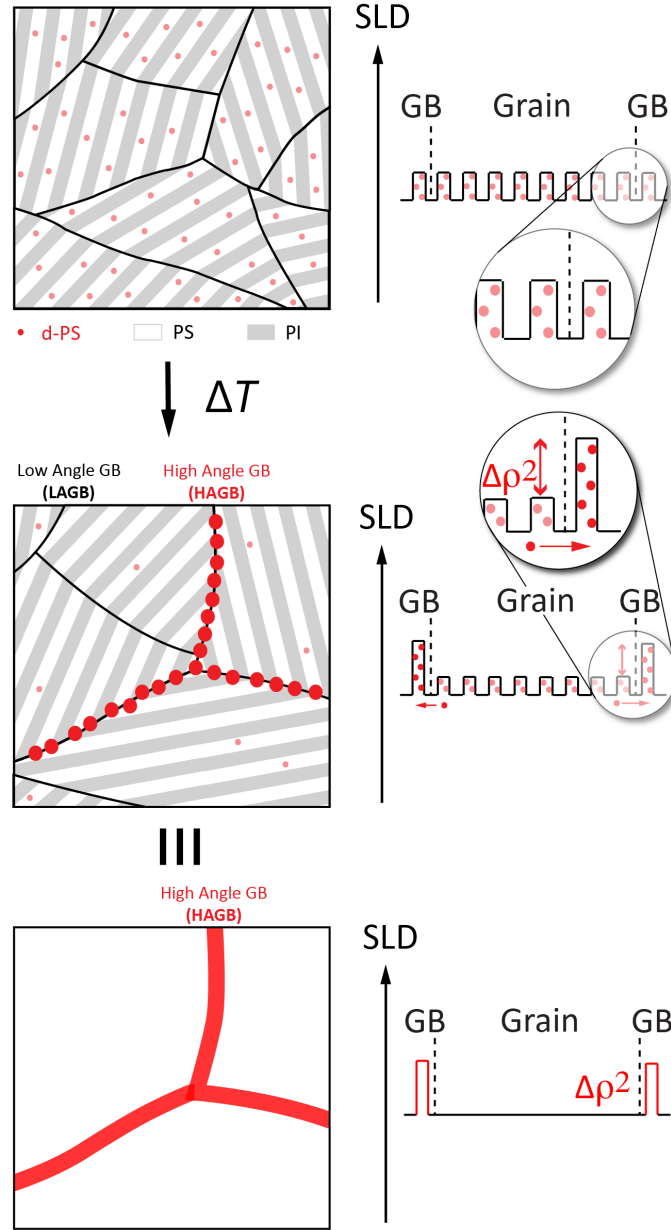 SLD
GB Grain GB
d-PS PS PI
ΔT
Low Angle GB
(LAGB)
High Angle GB
(HAGB)
SLD
Δρ²
GB Grain GB
High Angle GB
(HAGB)
SLD
GB Grain GB
Δρ²